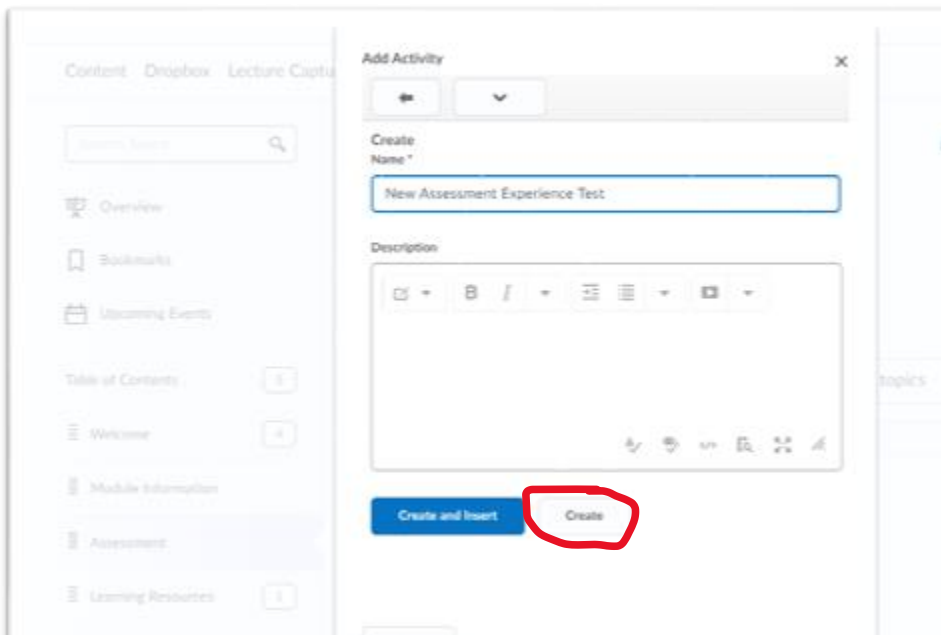 Add Activity
Content Dropbox Lecture Captu
Create
Name *
New Assessment Experience Test
Overview
Description
Bookmarks
Upcoming Events
Table of Contents
topics
Welcome 4
Module Information
Create and Insert Create
Assessment
Learning Resources